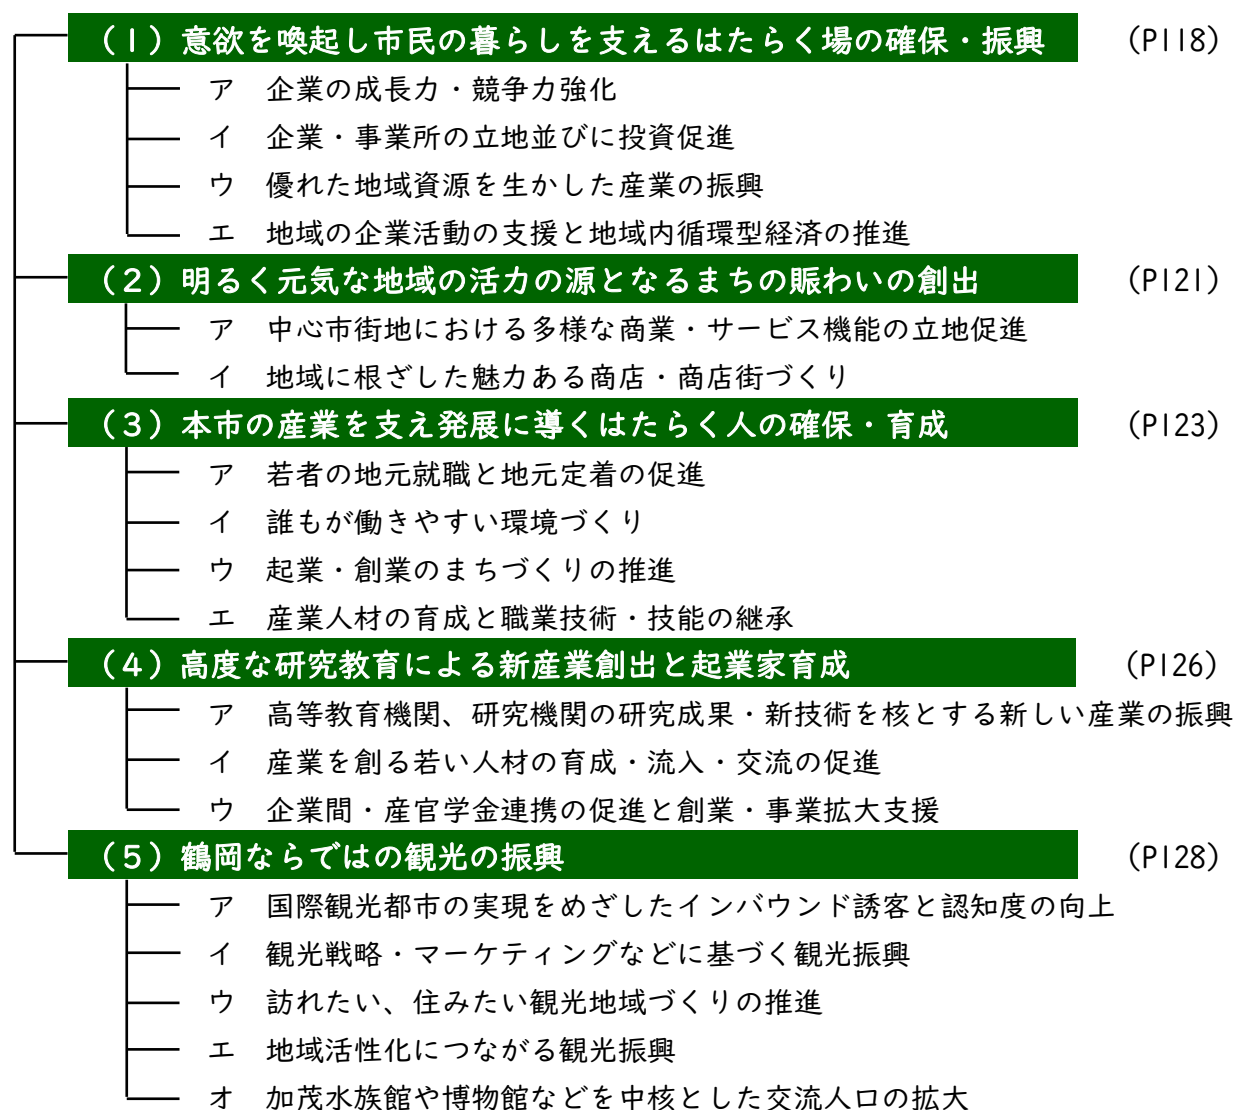 （1）意欲を喚起し市民の暮らしを支えるはたらく場の確保・振興　（P118）
ア　企業の成長力・競争力強化
イ　企業・事業所の立地並びに投資促進
ウ　優れた地域資源を生かした産業の振興
エ　地域の企業活動の支援と地域内循環型経済の推進
（2）明るく元気な地域の活力の源となるまちの賑わいの創出　（P121）
ア　中心市街地における多様な商業・サービス機能の立地促進
イ　地域に根ざした魅力ある商店・商店街づくり
（3）本市の産業を支え発展に導くはたらく人の確保・育成　（P123）
ア　若者の地元就職と地元定着の促進
イ　誰もが働きやすい環境づくり
ウ　起業・創業のまちづくりの推進
エ　産業人材の育成と職業技術・技能の継承
（4）高度な研究教育による新産業創出と起業家育成　（P126）
ア　高等教育機関、研究機関の研究成果・新技術を核とする新しい産業の振興
イ　産業を創る若い人材の育成・流入・交流の促進
ウ　企業間・産官学金連携の促進と創業・事業拡大支援
（5）鶴岡ならではの観光の振興　（P128）
ア　国際観光都市の実現をめざしたインバウンド誘客と認知度の向上
イ　観光戦略・マーケティングなどに基づく観光振興
ウ　訪れたい、住みたい観光地域づくりの推進
エ　地域活性化につながる観光振興
オ　加茂水族館や博物館などを中核とした交流人口の拡大